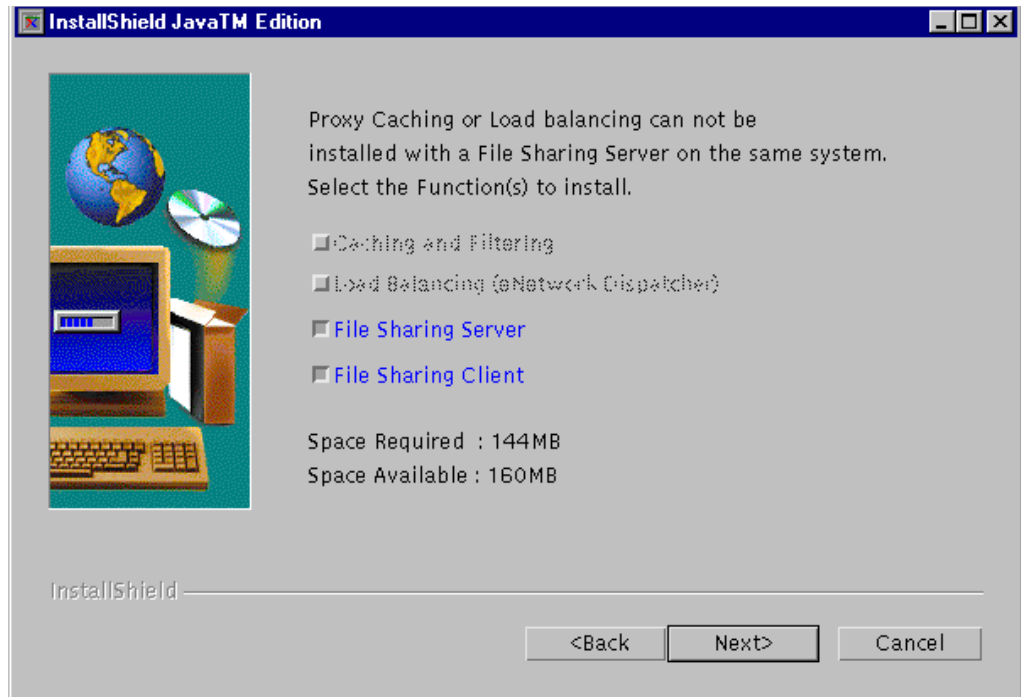 InstallShield JavaTM Edition
Proxy Caching or Load balancing can not be
installed with a File Sharing Server on the same system.
Select the Function(s) to install.
Caching and Filtering
Load Balancing (eNetwork Dispatcher)
File Sharing Server
File Sharing Client
Space Required : 144MB
Space Available : 160MB
InstallShield
<Back
Next>
Cancel